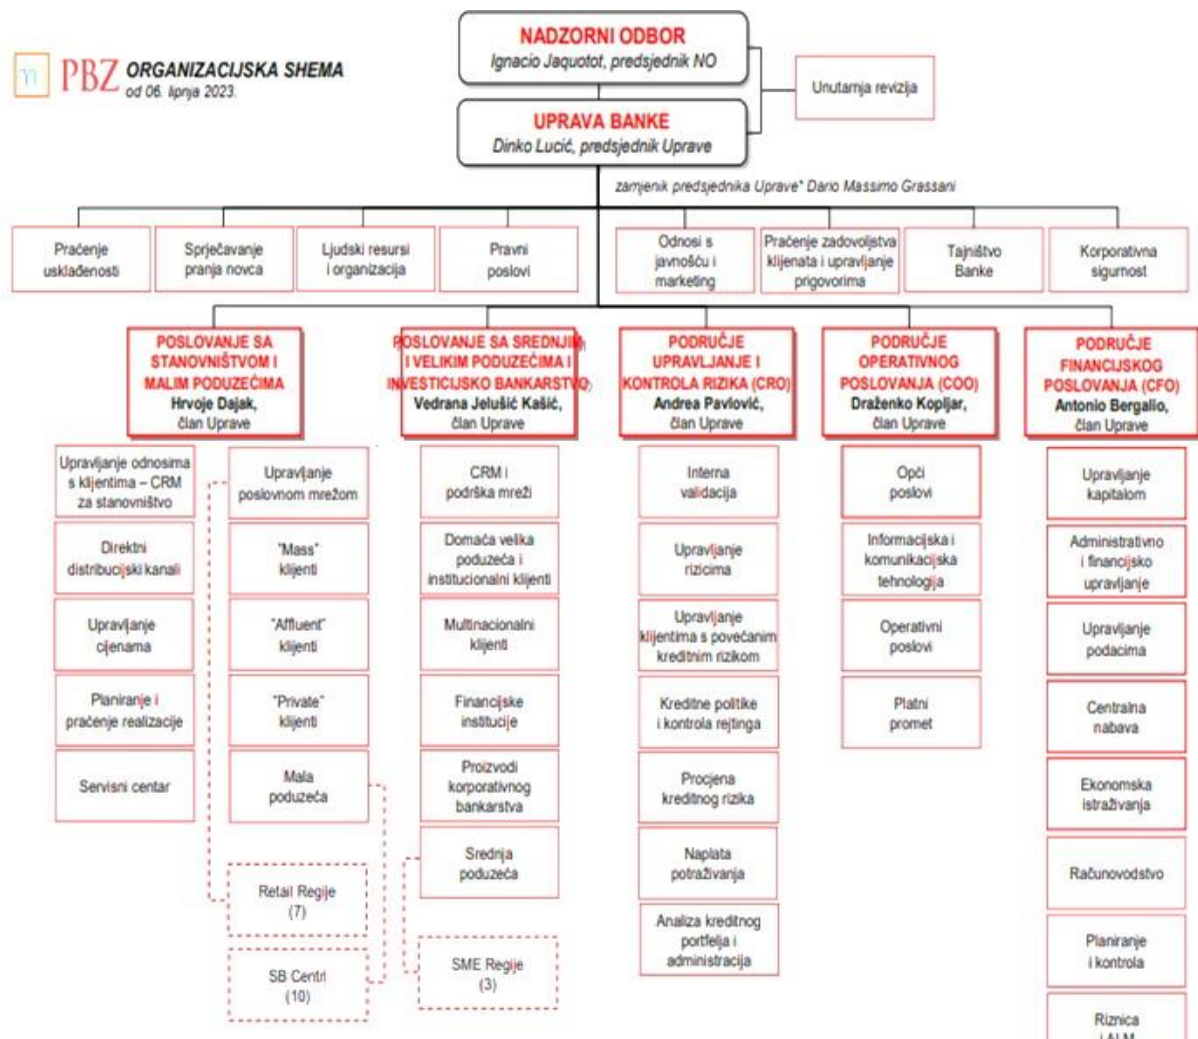 NADZORNI ODBOR
Ignacio Jaquotot, predsjednik NO
PBZ ORGANIZACIJSKA SHEMA
od 06. lipnja 2023.
Unutarnja revizija
UPRAVA BANKE
Dinko Lucić, predsjednik Uprave
zamjenik predsjednika Uprave* Dario Massimo Grassani
Praćenje
usklađenosti
Sprječavanje
pranja novca
Ljudski resursi
i organizacija
Pravni
poslovi
Odnosi s
javnošću i
marketing
Praćenje zadovoljstva
klijenata i upravljanje
prigovorima
Tajništvo
Banke
Korporativna
sigurnost
POSLOVANJE SA
STANOVNIŠTVOM I
MALIM PODUZEĆIMA
Hrvoje Dajak,
član Uprave
POSLOVANJE SA SREDNJIM
I VELIKIM PODUZEĆIMA I
INVESTICIJSKO BANKARSTVO
Vedrana Jelušić Kašić,
član Uprave
PODRUČJE
UPRAVLJANJE I
KONTROLA RIZIKA (CRO)
Andrea Pavlović,
član Uprave
PODRUČJE
OPERATIVNOG
POSLOVANJA (COO)
Draženko Kopljar,
član Uprave
PODRUČJE
FINANCIJSKOG
POSLOVANJA (CFO)
Antonio Bergalio,
član Uprave
Upravljanje odnosima
s klijentima – CRM
za stanovništvo
Direktni
distribucijski kanali
Upravljanje
cijenama
Planiranje i
praćenje realizacije
Servisni centar
Upravljanje
poslovnom mrežom
"Mass"
klijenti
"Affluent"
klijenti
"Private"
klijenti
Mala
poduzeća
Retail Regije
(7)
SB Centri
(10)
CRM i
podrška mreži
Domaća velika
poduzeća i
institucionalni klijenti
Multinacionalni
klijenti
Financijske
institucije
Proizvodi
korporativnog
bankarstva
Srednja
poduzeća
SME Regije
(3)
Interna
validacija
Upravljanje
rizicima
Upravljanje
klijentima s povećanim
kreditnim rizikom
Kreditne politike
i kontrola rejtinga
Procjena
kreditnog rizika
Naplata
potraživanja
Analiza kreditnog
portfelja i
administracija
Opći
poslovi
Informacijska i
komunikacijska
tehnologija
Operativni
poslovi
Platni
promet
Upravljanje
kapitalom
Administrativno
i financijsko
upravljanje
Upravljanje
podacima
Centralna
nabava
Ekonomska
istraživanja
Računovodstvo
Planiranje
i kontrola
Riznica
i ALM